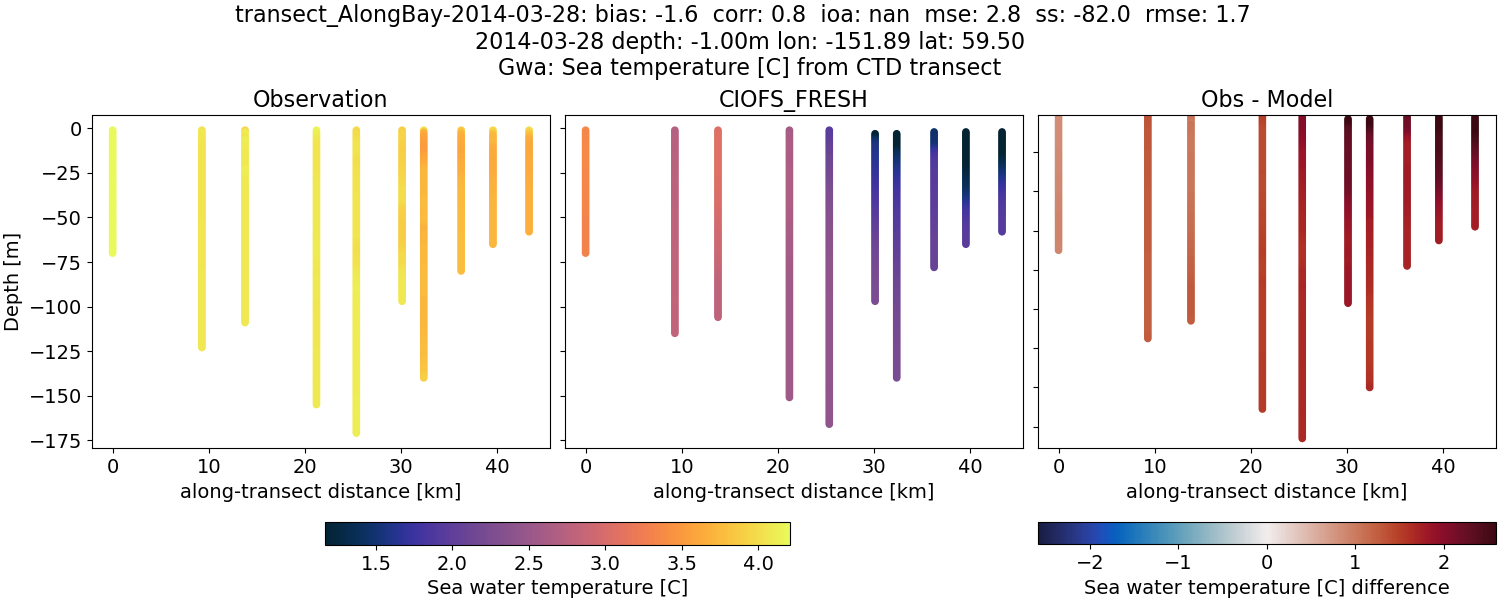 transect_AlongBay-2014-03-28: bias: -1.6  corr: 0.8  ioa: nan  mse: 2.8  ss: -82.0  rmse: 1.7
2014-03-28 depth: -1.00m lon: -151.89 lat: 59.50
Gwa: Sea temperature [C] from CTD transect
Observation
CIOFS_FRESH
Obs - Model
Depth [m]
0
−25
−50
−75
−100
−125
−150
−175
0 10 20 30 40
0 10 20 30 40
0 10 20 30 40
along-transect distance [km]
along-transect distance [km]
along-transect distance [km]
1.5 2.0 2.5 3.0 3.5 4.0
Sea water temperature [C]
−2 −1 0 1 2
Sea water temperature [C] difference